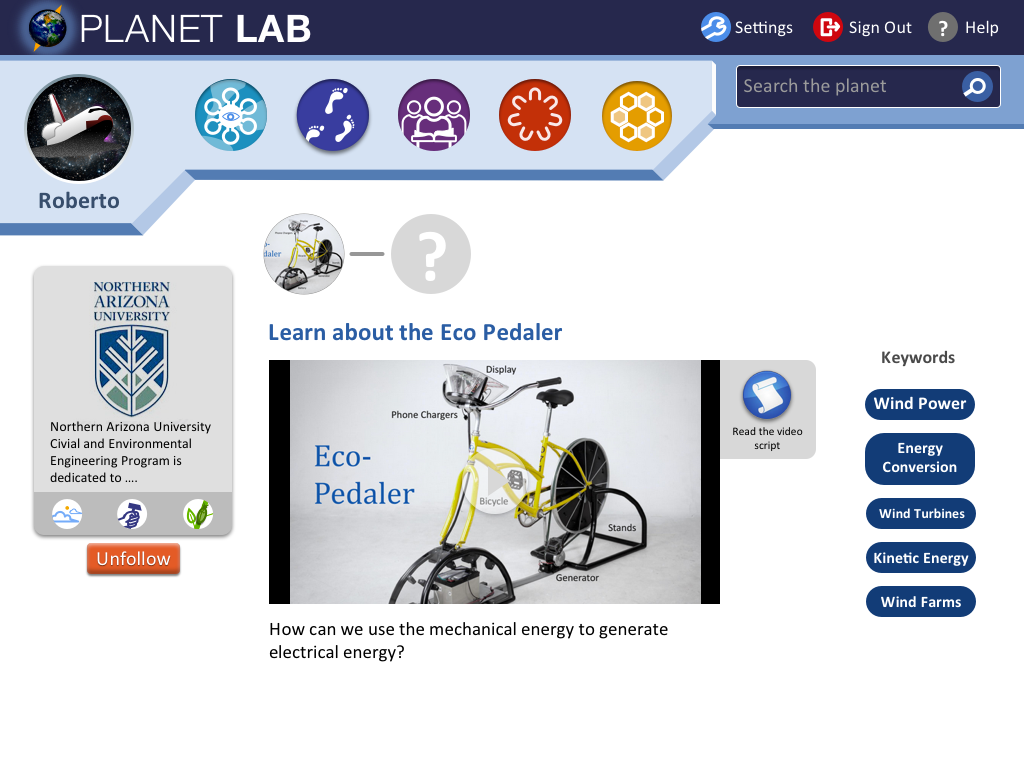 PLANET LAB
Settings
Sign Out
?
Help
Search the planet
Roberto
?
NORTHERN
ARIZONA
UNIVERSITY
Northern Arizona University
Civial and Environmental
Engineering Program is
dedicated to ....
Unfollow
Learn about the Eco Pedaler
Display
Phone Chargers
Eco-
Pedaler
Bicycle
Stands
Generator
Read the video
script
How can we use the mechanical energy to generate
electrical energy?
Keywords
Wind Power
Energy
Conversion
Wind Turbines
Kinetic Energy
Wind Farms